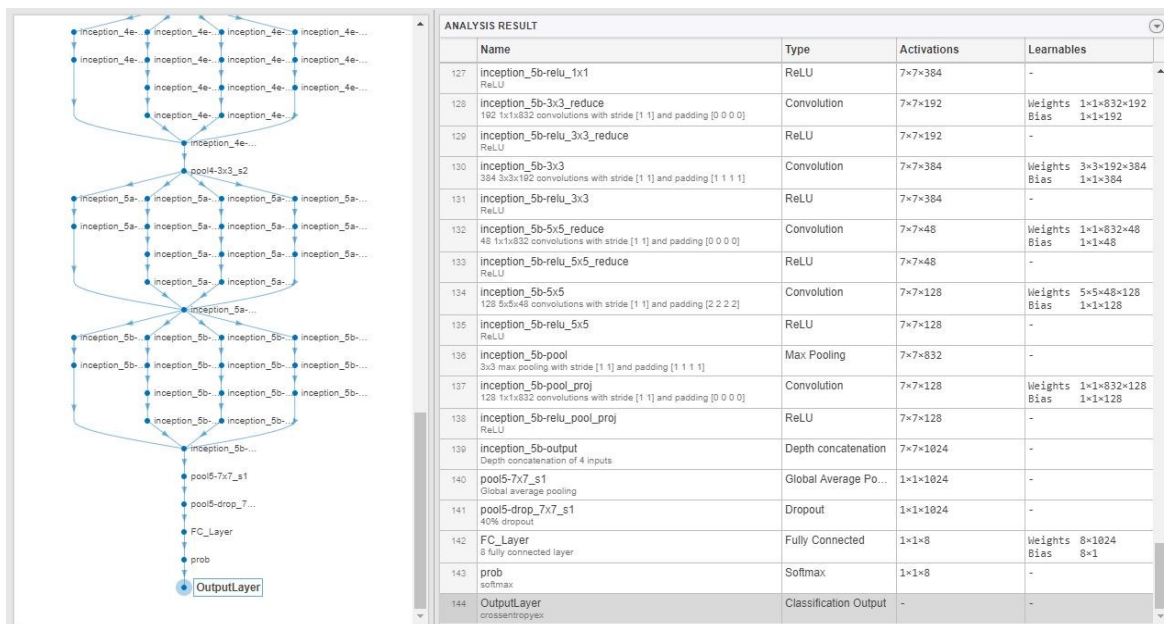 inception_4e-... inception_4e-... inception_4e-... inception_4e-...
inception_4e-... inception_4e-... inception_4e-... inception_4e-...
inception_4e-... inception_4e-...
inception_4e-... inception_4e-...
inception_4e-...
pool4-3x3_s2
inception_5a-... inception_5a-... inception_5a-... inception_5a-...
inception_5a-... inception_5a-... inception_5a-... inception_5a-...
inception_5a-... inception_5a-...
inception_5a-... inception_5a-...
inception_5a-...
inception_5b-... inception_5b-... inception_5b-... inception_5b-...
inception_5b-... inception_5b-... inception_5b-... inception_5b-...
inception_5b-... inception_5b-...
inception_5b-... inception_5b-...
inception_5b-...
pool5-7x7_s1
pool5-drop_7...
FC_Layer
prob
OutputLayer
ANALYSIS RESULT
Name Type Activations Learnables
127 inception_5b-relu_1x1 ReLU 7×7×384 -
ReLU
128 inception_5b-3x3_reduce Convolution 7×7×192 Weights 1×1×832×192
192 1x1x832 convolutions with stride [1 1] and padding [0 0 0 0] Bias 1×1×192
129 inception_5b-relu_3x3_reduce ReLU 7×7×192 -
ReLU
130 inception_5b-3x3 Convolution 7×7×384 Weights 3×3×192×384
384 3x3x192 convolutions with stride [1 1] and padding [1 1 1 1] Bias 1×1×384
131 inception_5b-relu_3x3 ReLU 7×7×384 -
ReLU
132 inception_5b-5x5_reduce Convolution 7×7×48 Weights 1×1×832×48
48 1x1x832 convolutions with stride [1 1] and padding [0 0 0 0] Bias 1×1×48
133 inception_5b-relu_5x5_reduce ReLU 7×7×48 -
ReLU
134 inception_5b-5x5 Convolution 7×7×128 Weights 5×5×48×128
128 5x5x48 convolutions with stride [1 1] and padding [2 2 2 2] Bias 1×1×128
135 inception_5b-relu_5x5 ReLU 7×7×128 -
ReLU
136 inception_5b-pool Max Pooling 7×7×832 -
3x3 max pooling with stride [1 1] and padding [1 1 1 1]
137 inception_5b-pool_proj Convolution 7×7×128 Weights 1×1×832×128
128 1x1x832 convolutions with stride [1 1] and padding [0 0 0 0] Bias 1×1×128
138 inception_5b-relu_pool_proj ReLU 7×7×128 -
ReLU
139 inception_5b-output Depth concatenation 7×7×1024 -
Depth concatenation of 4 inputs
140 pool5-7x7_s1 Global Average Po... 1×1×1024 -
Global average pooling
141 pool5-drop_7x7_s1 Dropout 1×1×1024 -
40% dropout
142 FC_Layer Fully Connected 1×1×8 Weights 8×1024
8 fully connected layer Bias 8×1
143 prob Softmax 1×1×8 -
softmax
144 OutputLayer Classification Output - -
crossentropyex